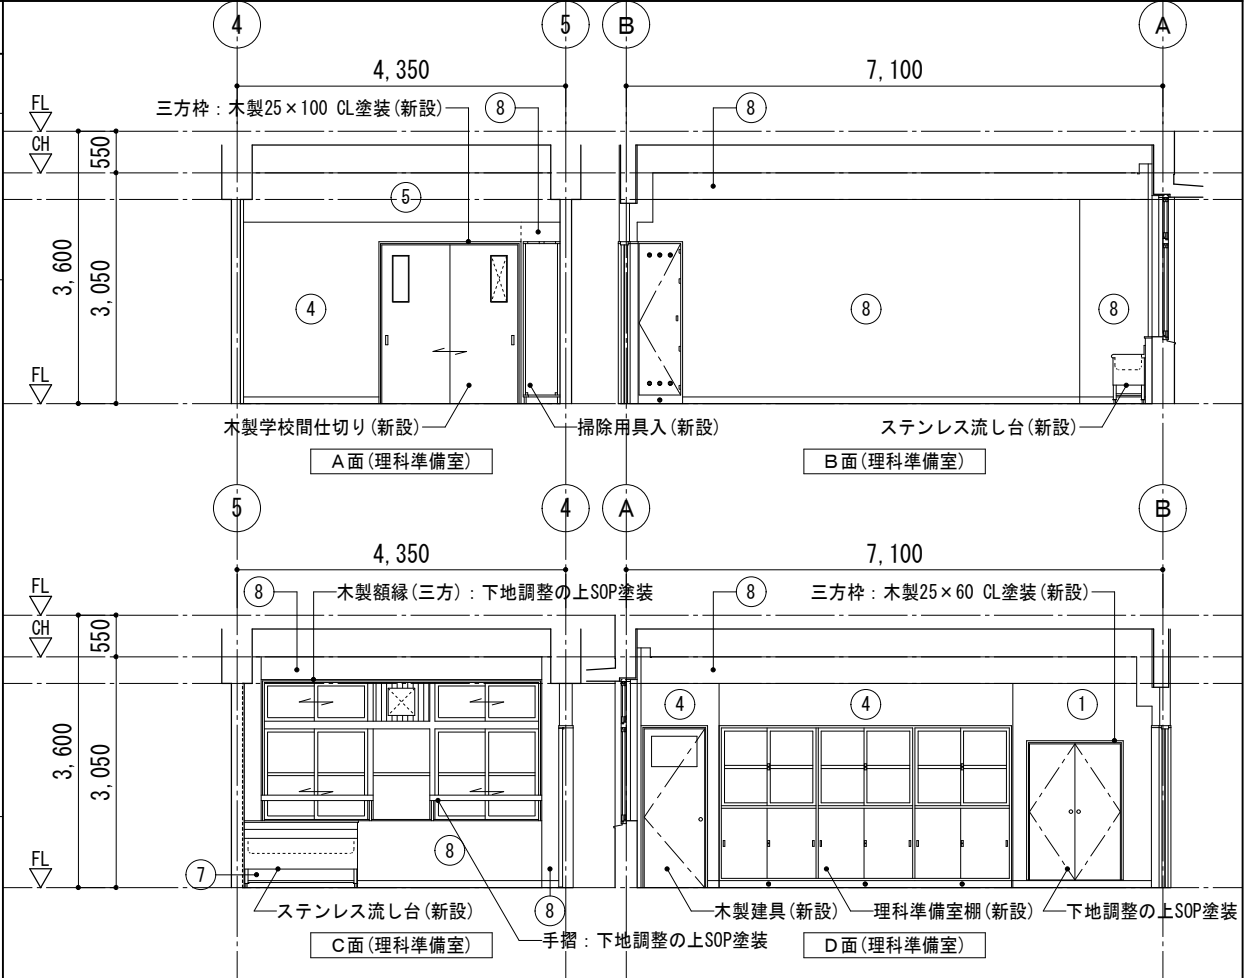 4
5
B
A
4,350
7,100
三方枠：木製25×100 CL塗装(新設)
8
8
FL
CH
550
5
8
3,600
3,050
4
8
8
FL
木製学校間仕切り(新設)
掃除用具入(新設)
ステンレス流し台(新設)
A面(理科準備室)
B面(理科準備室)
5
4
A
B
4,350
7,100
8
木製額縁(三方)：下地調整の上SOP塗装
8
三方枠：木製25×60 CL塗装(新設)
FL
CH
550
8
8
4
4
1
3,600
3,050
8
FL
7
ステンレス流し台(新設)
8
木製建具(新設)
理科準備室棚(新設)
下地調整の上SOP塗装
手摺：下地調整の上SOP塗装
C面(理科準備室)
D面(理科準備室)